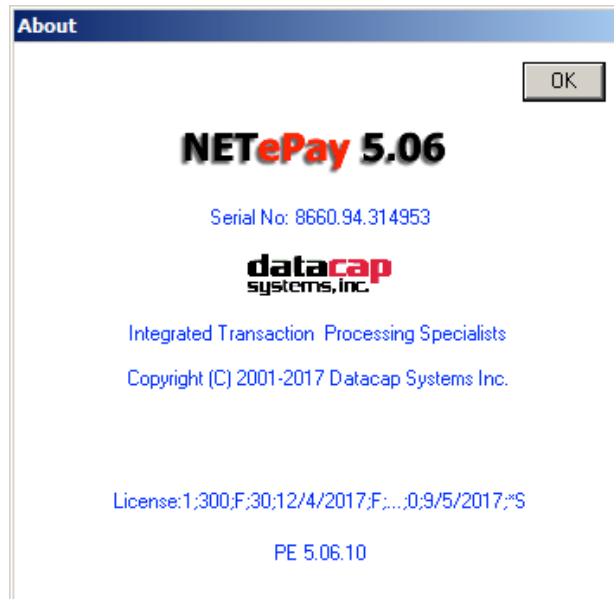 About
OK
NETePay 5.06
Serial No: 8660.94.314953
datacap
systems, inc.
Integrated Transaction  Processing Specialists
Copyright (C) 2001-2017 Datacap Systems Inc.
License:1;300;F;30;12/4/2017;F;...;0;9/5/2017;*S
PE 5.06.10